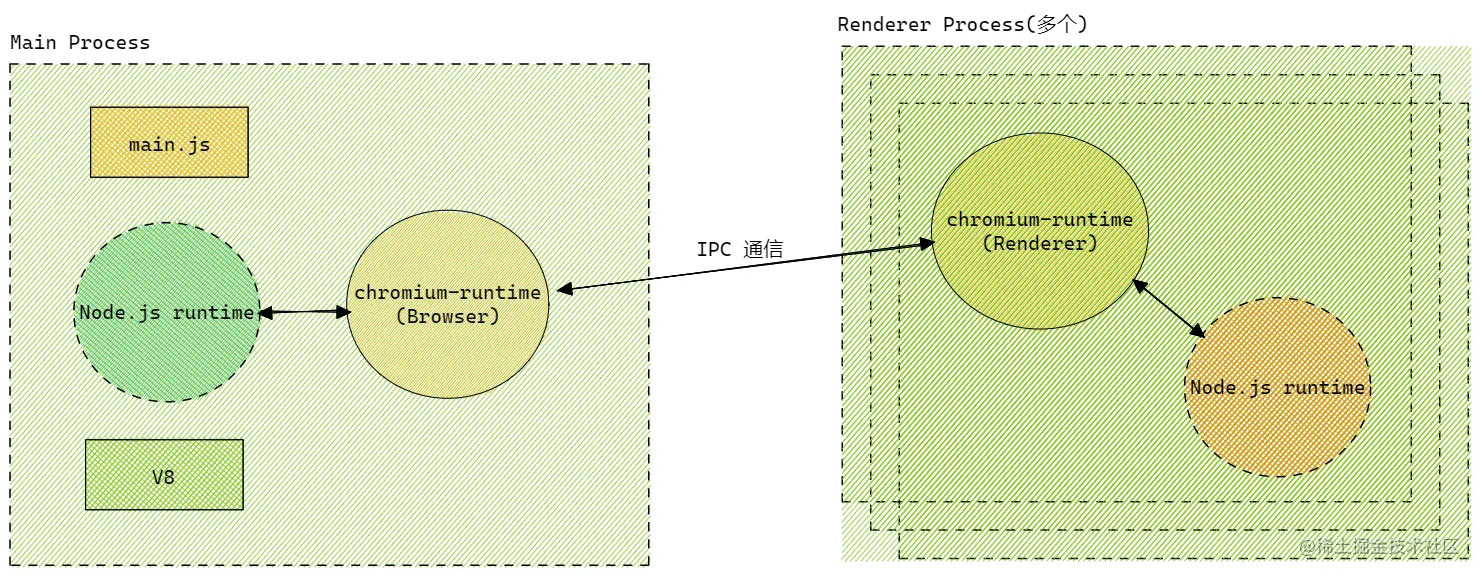 Main Process
main.js
Node.js runtime
chromium-runtime
(Browser)
V8
IPC 通信
Renderer Process(多个)
chromium-runtime
(Renderer)
Node.js runtime
@稀土掘金技术社区